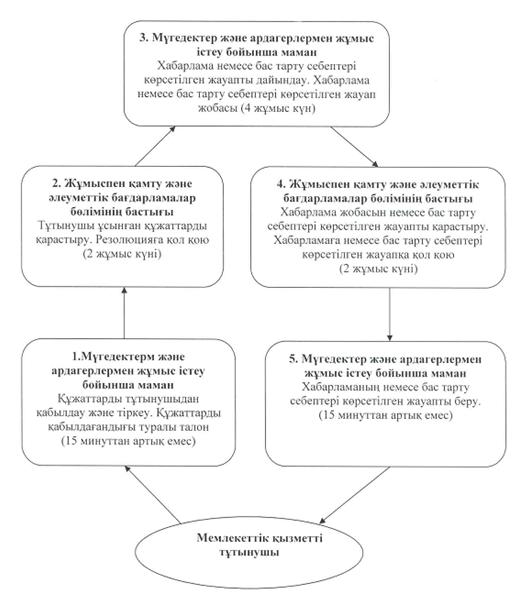 3. Мүгедектер және ардагерлермен жұмыс
істеу бойынша маман
Хабарлама немесе бас тарту себептері
көрсетілген жауапты дайындау. Хабарлама
немесе бас тарту себептері көрсетілген жауап
жобасы (4 жұмыс күн)
2. Жұмыспен қамту және
әлеуметтік бағдарламалар
бөлімінің бастығы
Тұтынушы ұсынған құжаттарды
қарастыру. Резолюцияға қол қою
(2 жұмыс күні)
4. Жұмыспен қамту және әлеуметтік
бағдарламалар бөлімінің бастығы
Хабарлама жобасын немесе бас тарту
себептері көрсетілген жауапты қарастыру.
Хабарламаға немесе бас тарту себептері
көрсетілген жауапқа қол қою
(2 жұмыс күні)
1.Мүгедектерм және
ардагерлермен жұмыс істеу
бойынша маман
Құжаттарды тұтынушыдан
қабылдау және тіркеу. Құжаттарды
қабылдағандығы туралы талон
(15 минуттан артық емес)
5. Мүгедектер және ардагерлермен
жұмыс істеу бойынша маман
Хабарламаның немесе бас тарту
себептері көрсетілген жауапты беру.
(15 минуттан артық емес)
Мемлекеттік қызметті
тұтынушы